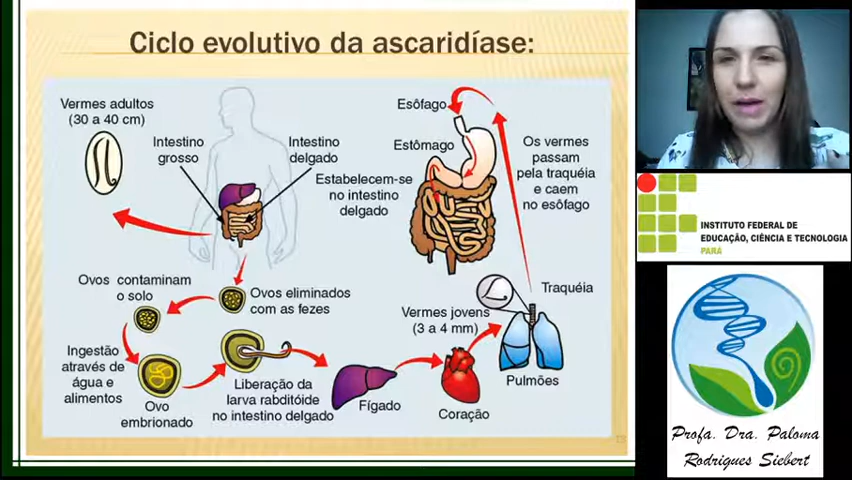 Ciclo evolutivo da ascaridíase:
Vermes adultos
(30 a 40 cm)
Intestino
grosso
Intestino
delgado
Esôfago
Estômago
Estabelecem-se
no intestino
delgado
Os vermes
passam
pela traquéia
e caem
no esôfago
Ovos contaminam
o solo
Ovos eliminados
com as fezes
Ingestão
através de
água e
alimentos
Ovo
embrionado
Liberação da
larva rabditóide
no intestino delgado
Fígado
Coração
Vermes jovens
(3 a 4 mm)
Traquéia
Pulmões
INSTITUTO FEDERAL DE
EDUCAÇÃO, CIÊNCIA E TECNOLOGIA
PARÁ
Profa. Dra. Paloma
Rodrigues Siebert